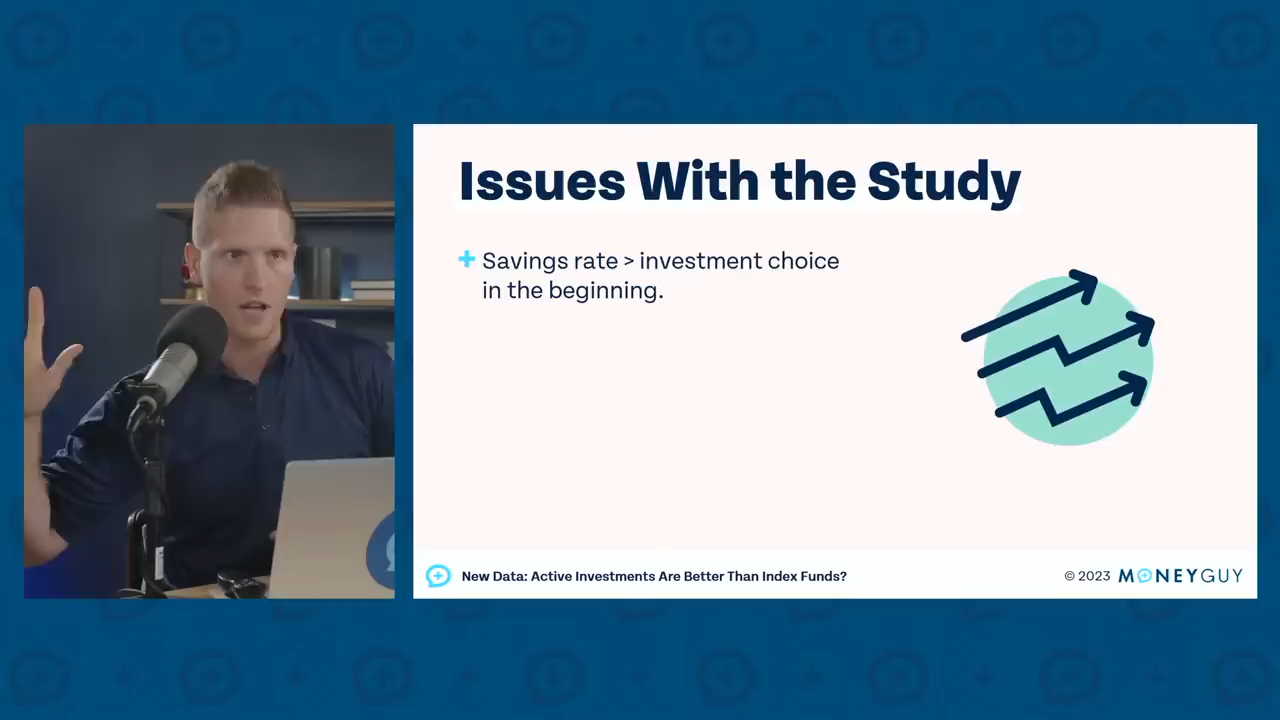 Issues With the Study
Savings rate > investment choice
in the beginning.
New Data: Active Investments Are Better Than Index Funds?
© 2023 MONEYGUY